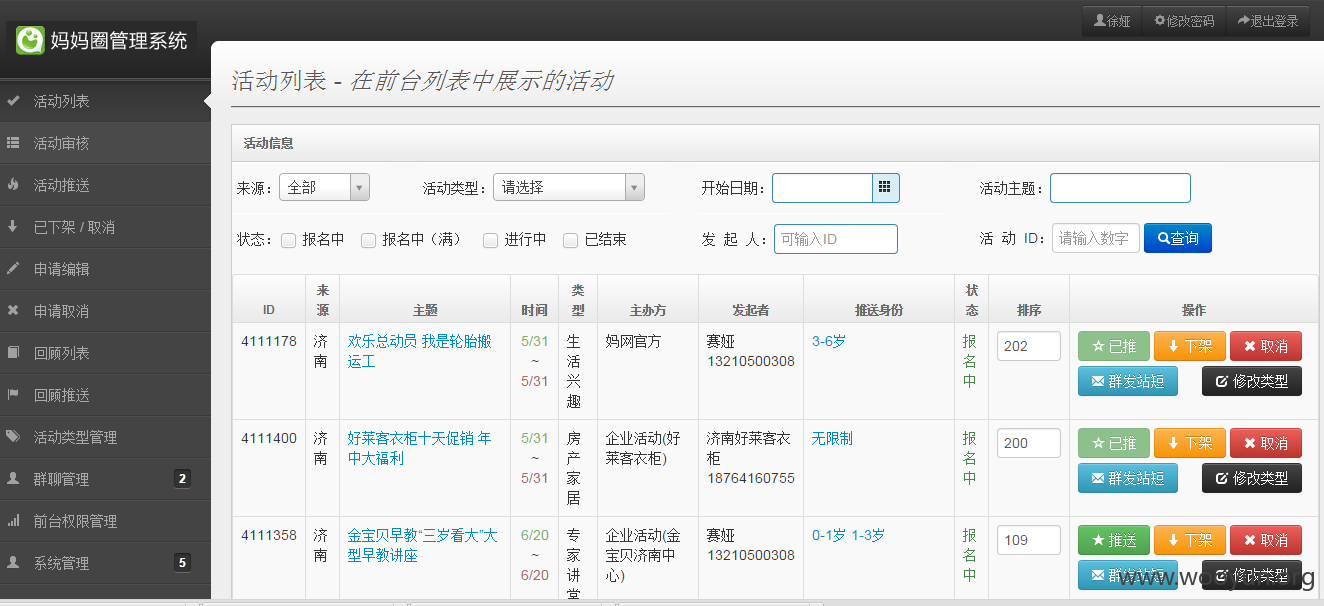 徐娅 修改密码 退出登录
妈妈圈管理系统
活动列表
活动审核
活动推送
已下架 / 取消
申请编辑
申请取消
回顾列表
回顾推送
活动类型管理
群聊管理 2
前台权限管理
系统管理 5
活动列表 - 在前台列表中展示的活动
活动信息
来源： 全部 活动类型： 请选择 开始日期： 活动主题：
状态： 报名中 报名中（满） 进行中 已结束 发 起 人： 可输入ID 活 动 ID： 请输入数字 查询
ID 来源 主题 时间 类型 主办方 发起者 推送身份 状态 排序 操作
4111178 济南 欢乐总动员 我是轮胎搬运工 5/31 ~ 5/31 生活兴趣 妈网官方 赛娅 13210500308 3-6岁 报名中 202 已推 下架 取消 群发站短 修改类型
4111400 济南 好莱客衣柜十天促销 年中大福利 5/31 ~ 5/31 房产家居 企业活动(好莱客衣柜) 济南好莱客衣柜 18764160755 无限制 报名中 200 已推 下架 取消 群发站短 修改类型
4111358 济南 金宝贝早教“三岁看大”大型早教讲座 6/20 ~ 6/20 专家讲堂 企业活动(金宝贝济南中心) 赛娅 13210500308 0-1岁 1-3岁 报名中 109 推送 下架 取消 群发站短 修改类型